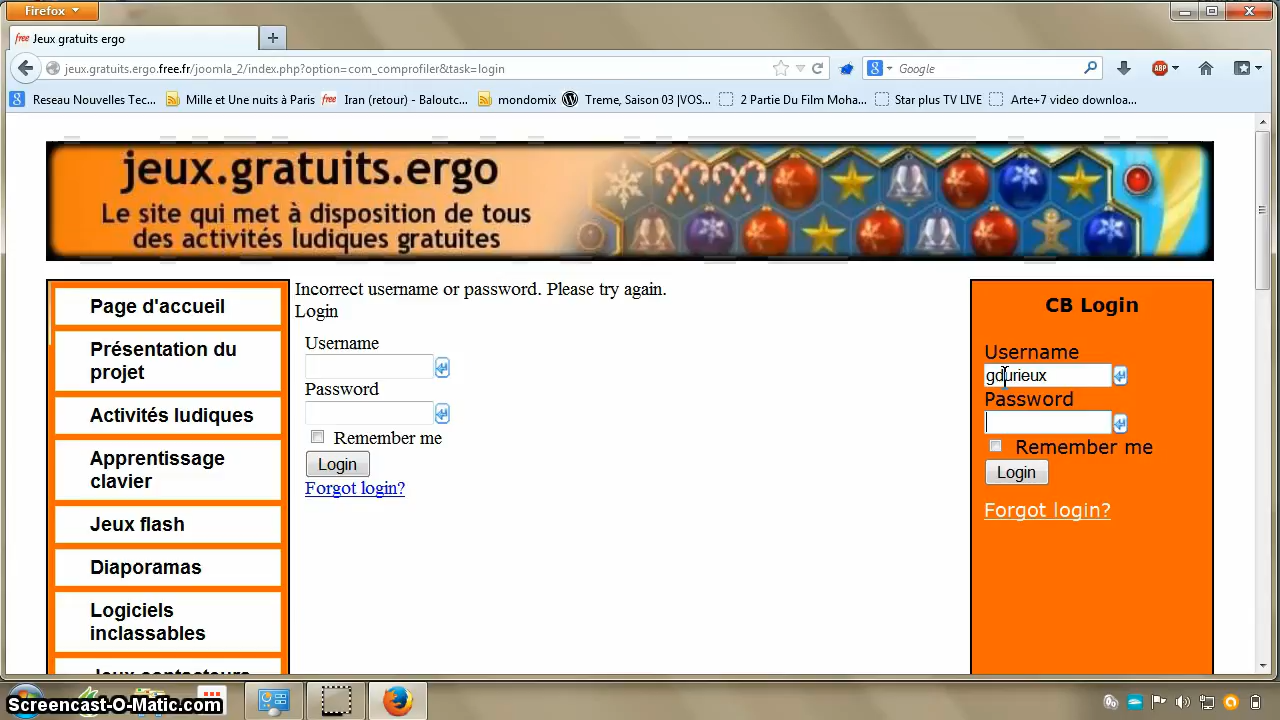 Firefox
Jeux gratuits ergo
jeux.gratuits.ergo.free.fr/joomla_2/index.php?option=com_comprofiler&task=login
Google
ABP
Reseau Nouvelles Tec...
Mille et Une nuits à Paris
free
Iran (retour) - Baloutc...
mondomix
Treme, Saison 03 |VOS...
2 Partie Du Film Moha...
Star plus TV LIVE
Arte+7 video downloa...
jeux.gratuits.ergo
Le site qui met à disposition de tous
des activités ludiques gratuites
Page d'accueil
Présentation du
projet
Activités ludiques
Apprentissage
clavier
Jeux flash
Diaporamas
Logiciels
inclassables
Jeux contacteurs
Incorrect username or password. Please try again.
Login
Username
Password
Remember me
Login
Forgot login?
CB Login
Username
gdurieux
Password
Remember me
Login
Forgot login?
Screencast-O-Matic.com